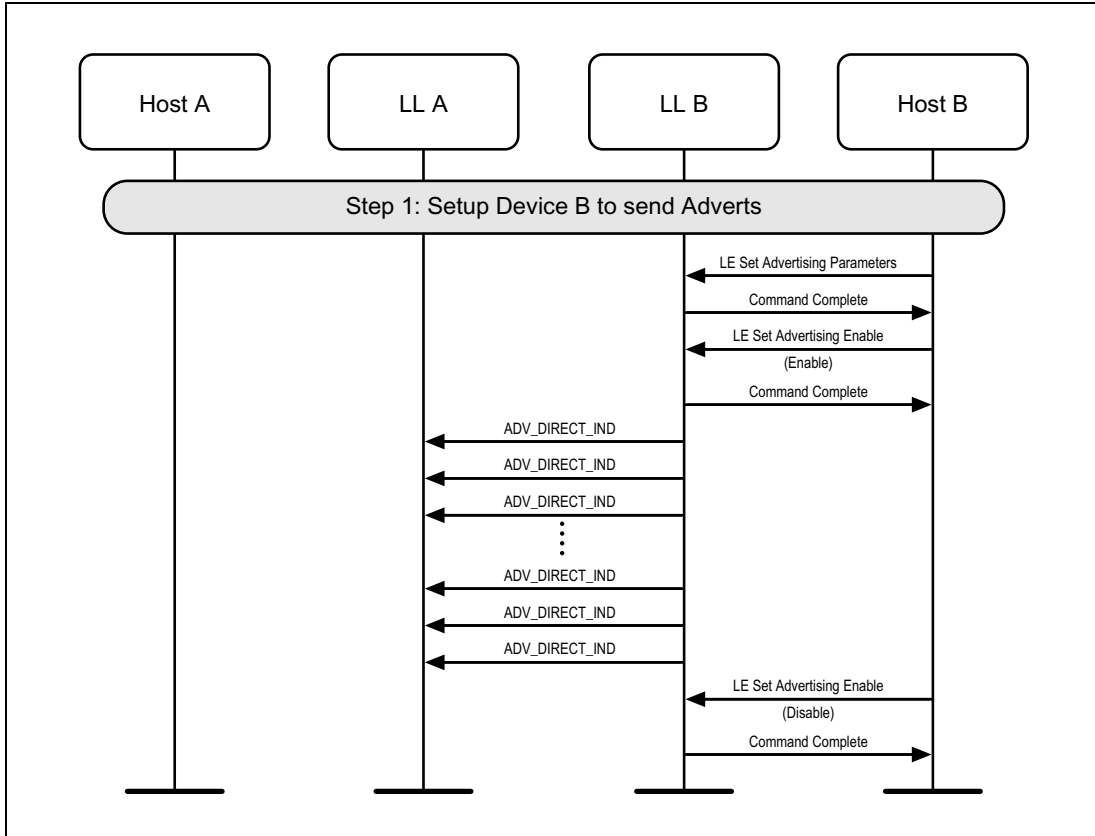 Host A
LL A
LL B
Host B
Step 1: Setup Device B to send Adverts
LE Set Advertising Parameters
Command Complete
LE Set Advertising Enable
(Enable)
Command Complete
ADV_DIRECT_IND
ADV_DIRECT_IND
ADV_DIRECT_IND
ADV_DIRECT_IND
ADV_DIRECT_IND
ADV_DIRECT_IND
LE Set Advertising Enable
(Disable)
Command Complete